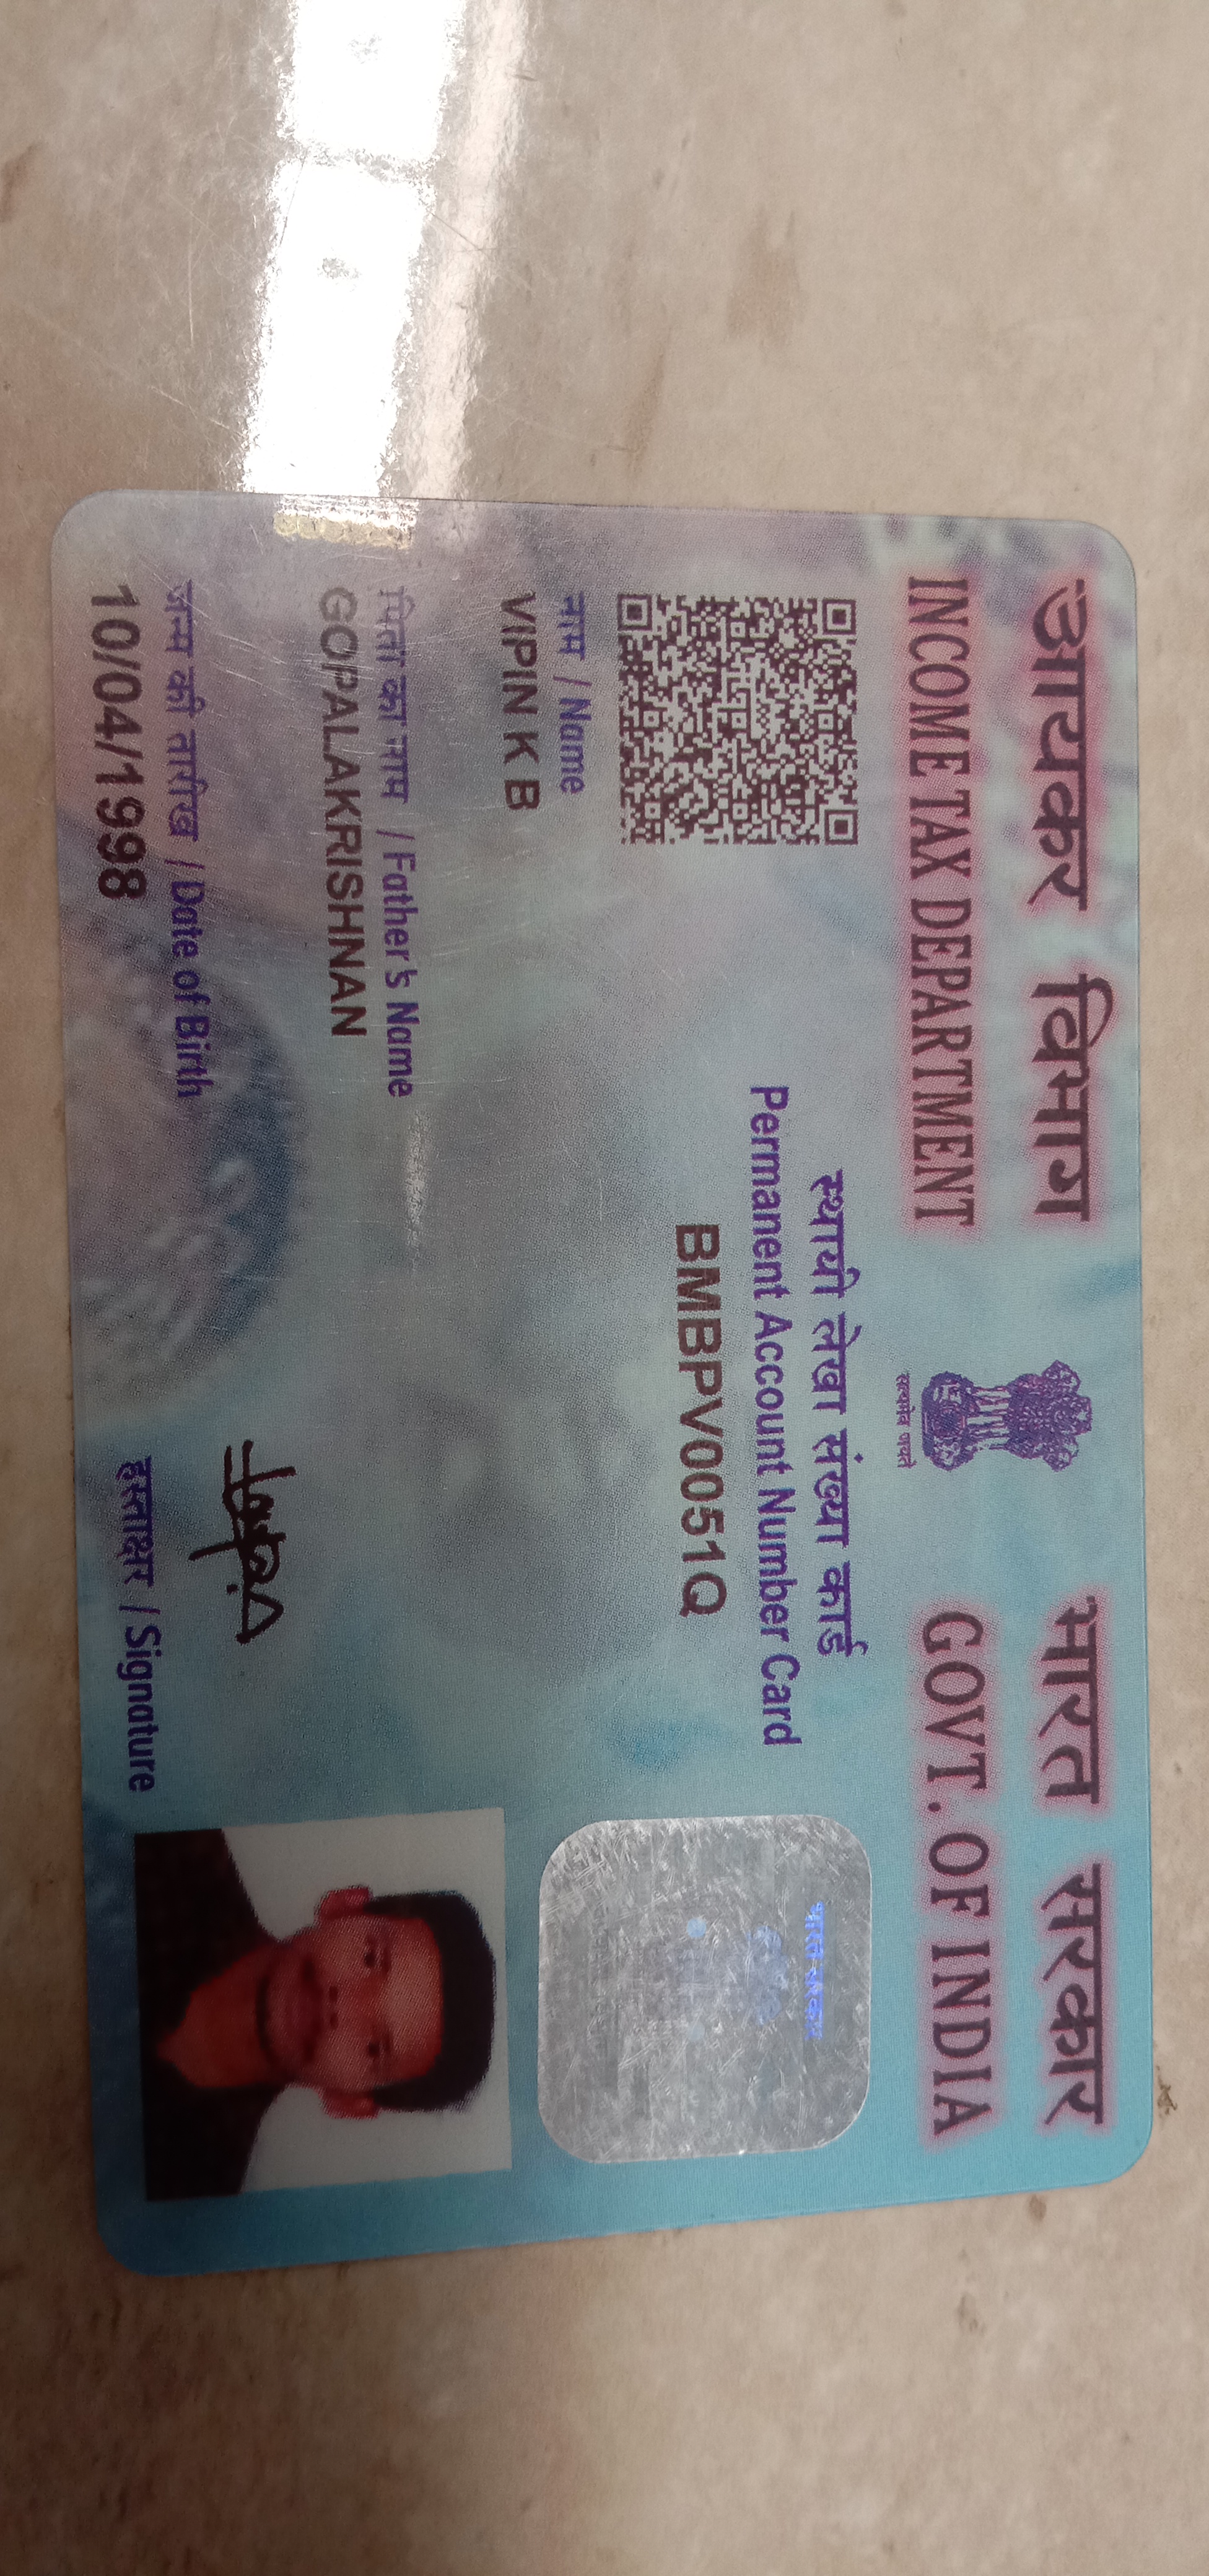 आयकर विभाग
INCOME TAX DEPARTMENT
सत्यमेव जयते
भारत सरकार
GOVT. OF INDIA
स्थायी लेखा संख्या कार्ड
Permanent Account Number Card
BMBPV0051Q
नाम / Name
VIPIN K B
पिता का नाम / Father's Name
GOPALAKRISHNAN
जन्म की तारीख / Date of Birth
10/04/1998
हस्ताक्षर / Signature
भारत सरकार